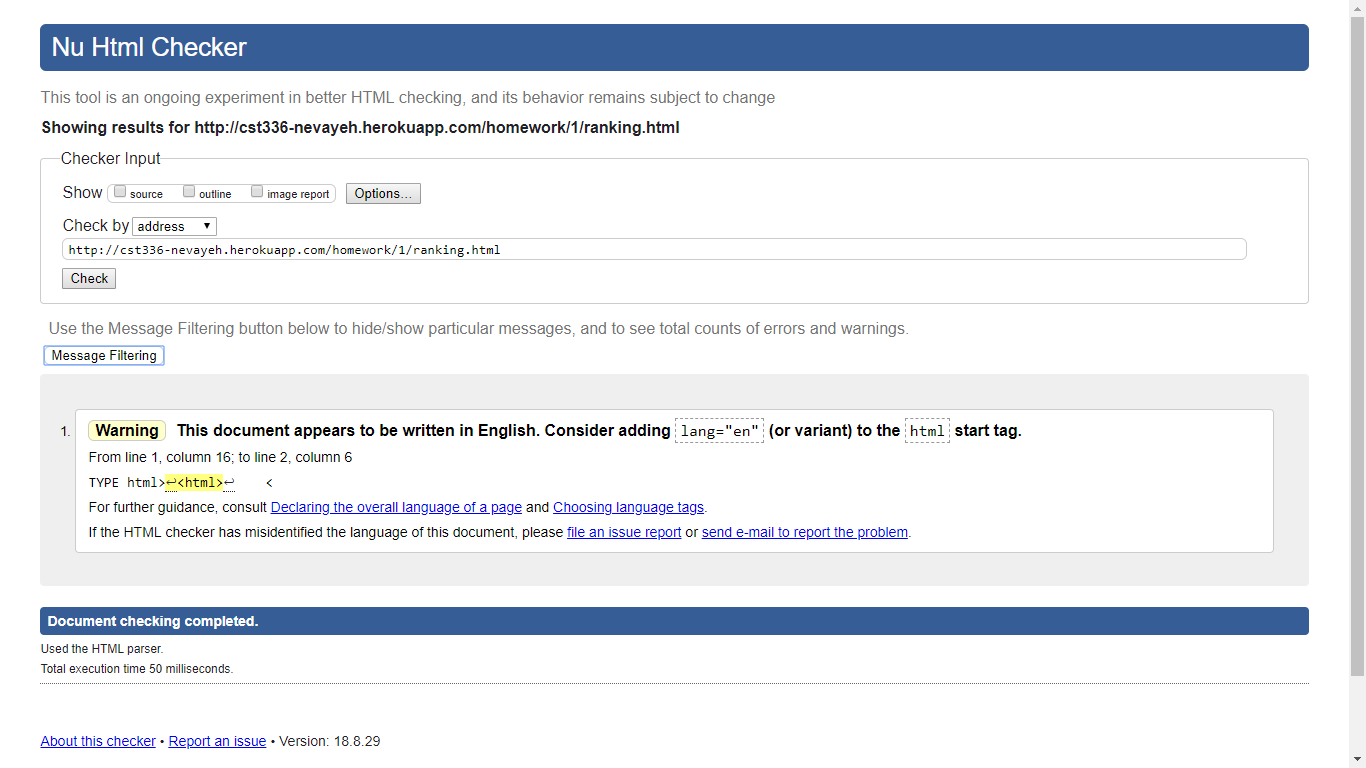 Nu Html Checker
This tool is an ongoing experiment in better HTML checking, and its behavior remains subject to change
Showing results for http://cst336-nevayeh.herokuapp.com/homework/1/ranking.html
Checker Input
Show source outline image report Options...
Check by address ▼
http://cst336-nevayeh.herokuapp.com/homework/1/ranking.html
Check
Use the Message Filtering button below to hide/show particular messages, and to see total counts of errors and warnings.
Message Filtering
1. Warning This document appears to be written in English. Consider adding lang="en" (or variant) to the html start tag.
From line 1, column 16; to line 2, column 6
TYPE html>↩<html>↩ <
For further guidance, consult Declaring the overall language of a page and Choosing language tags.
If the HTML checker has misidentified the language of this document, please file an issue report or send e-mail to report the problem.
Document checking completed.
Used the HTML parser.
Total execution time 50 milliseconds.
About this checker • Report an issue • Version: 18.8.29